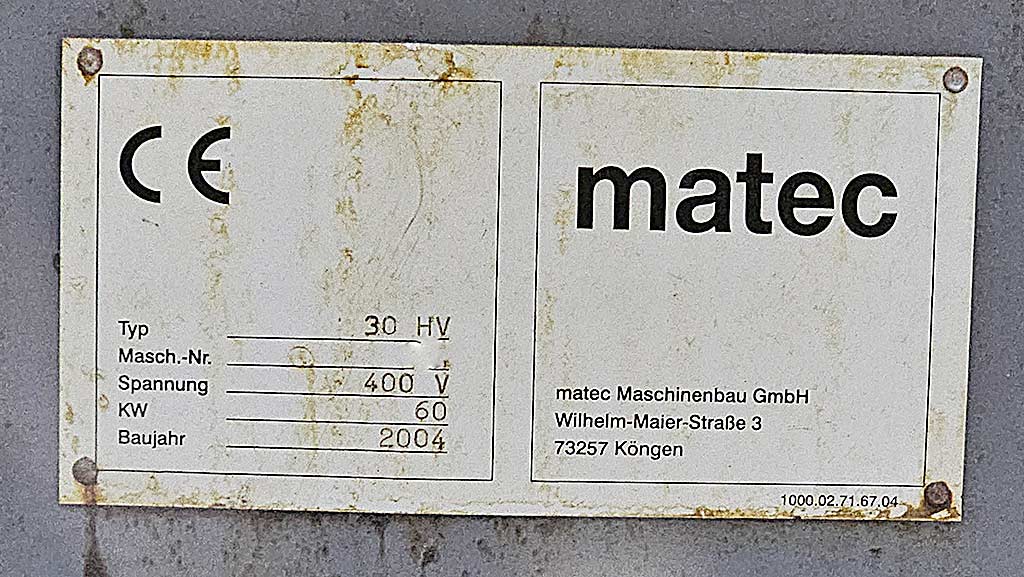 CE
Typ 30 HV
Masch.-Nr.
Spannung 400 V
KW 60
Baujahr 2004
matec
matec Maschinenbau GmbH
Wilhelm-Maier-Straße 3
73257 Köngen
1000.02.71.67.04